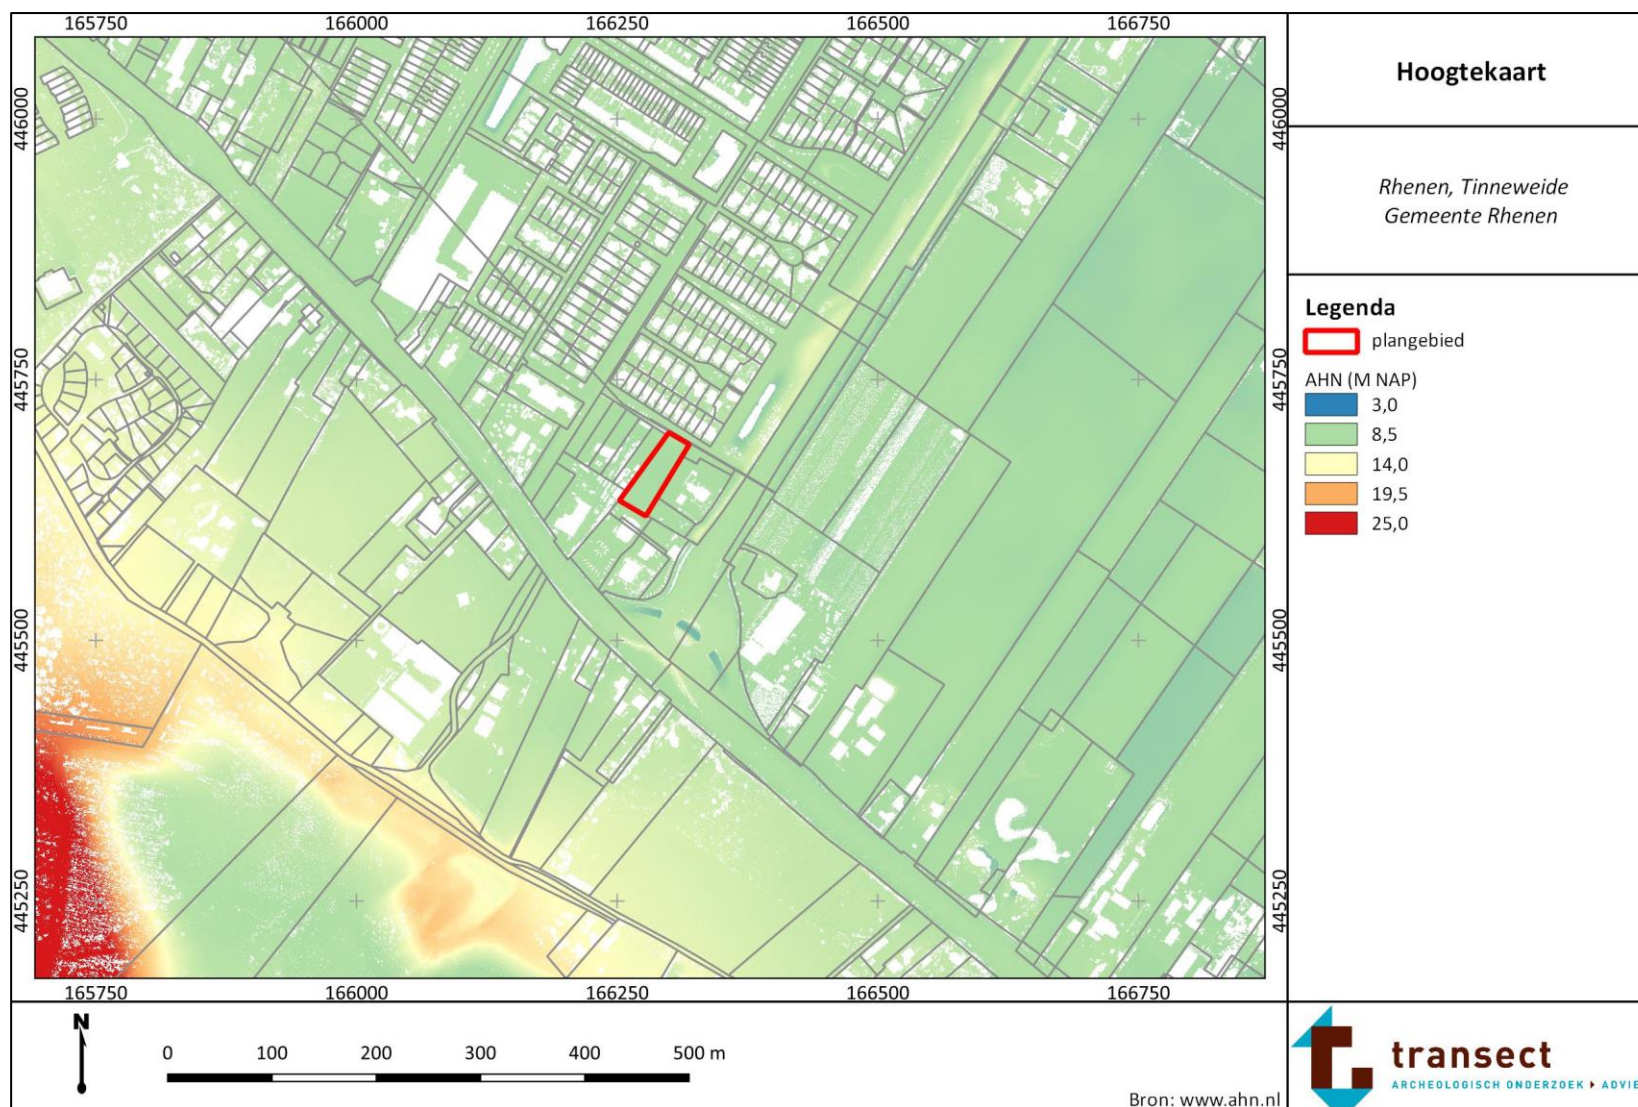 165750 166000 166250 166500 166750
446000 446000
445750 445750
445500 445500
445250 445250
165750 166000 166250 166500 166750
Hoogtekaart
Rhenen, Tinneweide
Gemeente Rhenen
Legenda
plangebied
AHN (M NAP)
3,0
8,5
14,0
19,5
25,0
N
0 100 200 300 400 500 m
Bron: www.ahn.nl
transect
ARCHEOLOGISCH ONDERZOEK ADVIE